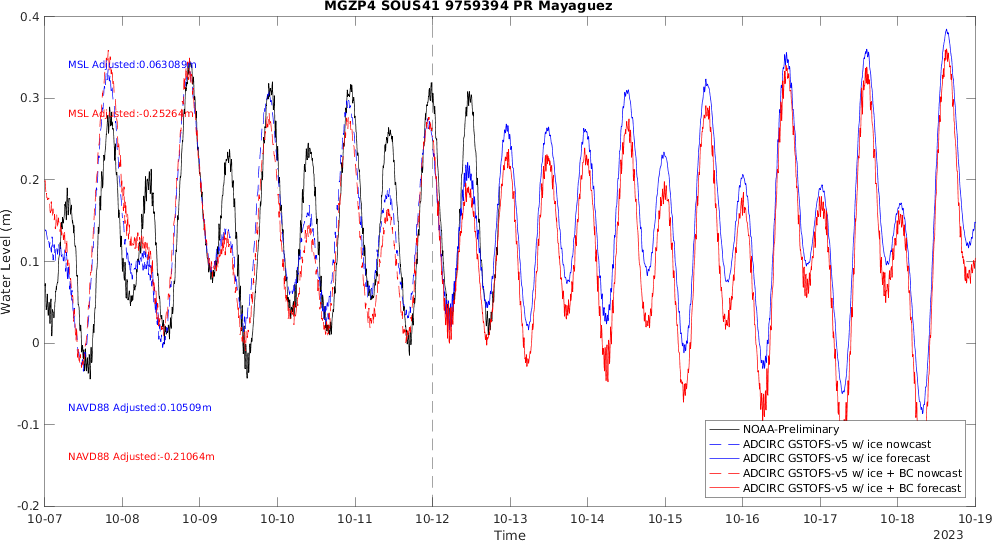 MGZP4 SOUS41 9759394 PR Mayaguez
0.4
0.3
0.2
0.1
0
-0.1
-0.2
Water Level (m)
MSL Adjusted:0.063089m
MSL Adjusted:-0.25264m
NAVD88 Adjusted:0.10509m
NAVD88 Adjusted:-0.21064m
NOAA-Preliminary
ADCIRC GSTOFS-v5 w/ ice nowcast
ADCIRC GSTOFS-v5 w/ ice forecast
ADCIRC GSTOFS-v5 w/ ice + BC nowcast
ADCIRC GSTOFS-v5 w/ ice + BC forecast
10-07 10-08 10-09 10-10 10-11 10-12 10-13 10-14 10-15 10-16 10-17 10-18 10-19
Time
2023